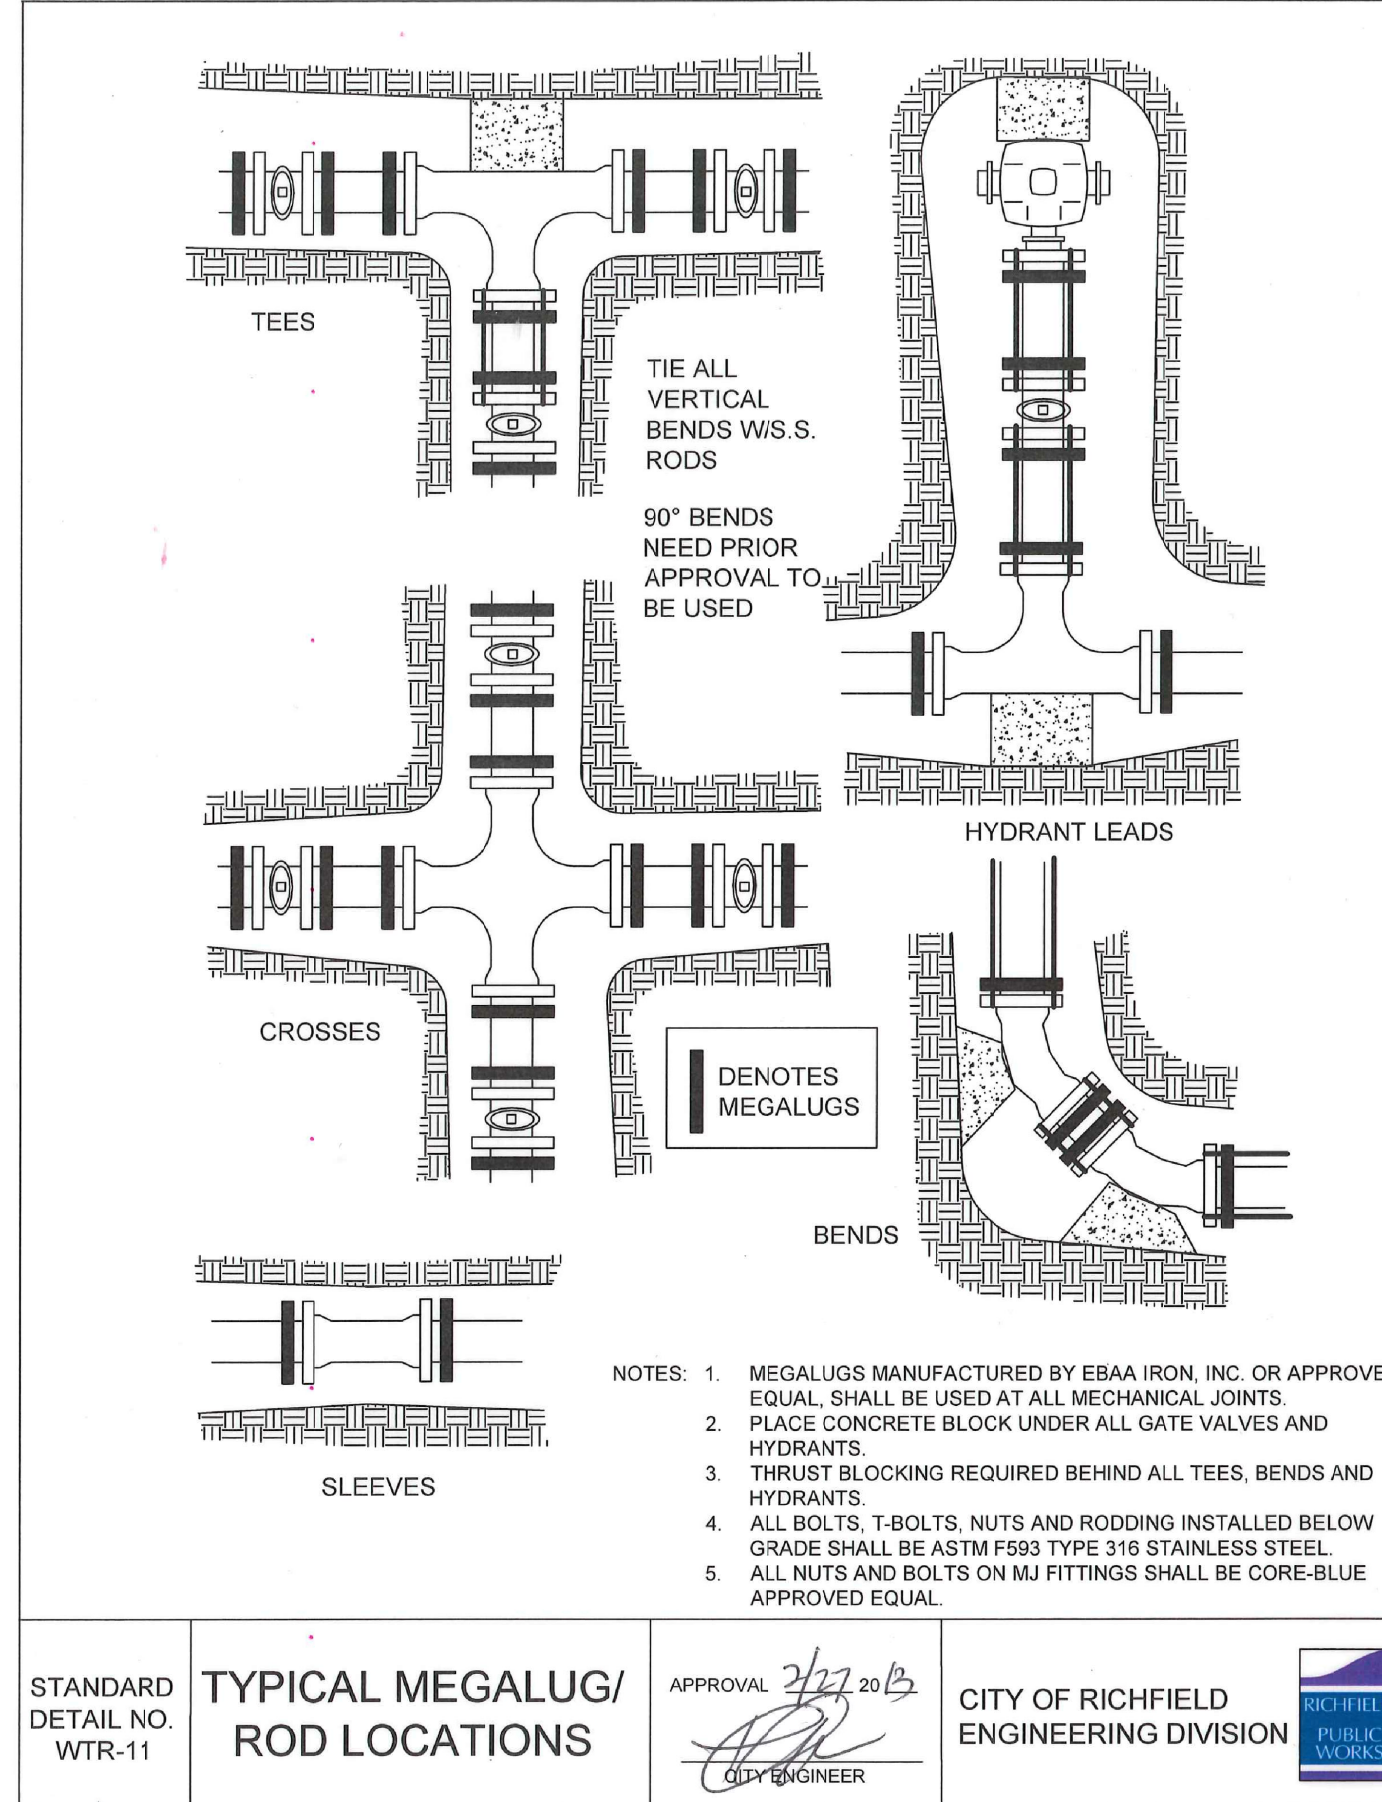 TEES
TIE ALL
VERTICAL
BENDS W/S.S.
RODS
90° BENDS
NEED PRIOR
APPROVAL TO
BE USED
HYDRANT LEADS
CROSSES
DENOTES
MEGALUGS
BENDS
SLEEVES
NOTES: 1. MEGALUGS MANUFACTURED BY EBAA IRON, INC. OR APPROVE
EQUAL, SHALL BE USED AT ALL MECHANICAL JOINTS.
2. PLACE CONCRETE BLOCK UNDER ALL GATE VALVES AND
HYDRANTS.
3. THRUST BLOCKING REQUIRED BEHIND ALL TEES, BENDS AND
HYDRANTS.
4. ALL BOLTS, T-BOLTS, NUTS AND RODDING INSTALLED BELOW
GRADE SHALL BE ASTM F593 TYPE 316 STAINLESS STEEL.
5. ALL NUTS AND BOLTS ON MJ FITTINGS SHALL BE CORE-BLUE
APPROVED EQUAL.
STANDARD
DETAIL NO.
WTR-11
TYPICAL MEGALUG/
ROD LOCATIONS
APPROVAL 2/27 2013
CITY ENGINEER
CITY OF RICHFIELD
ENGINEERING DIVISION
RICHFIEL
PUBLIC
WORKS